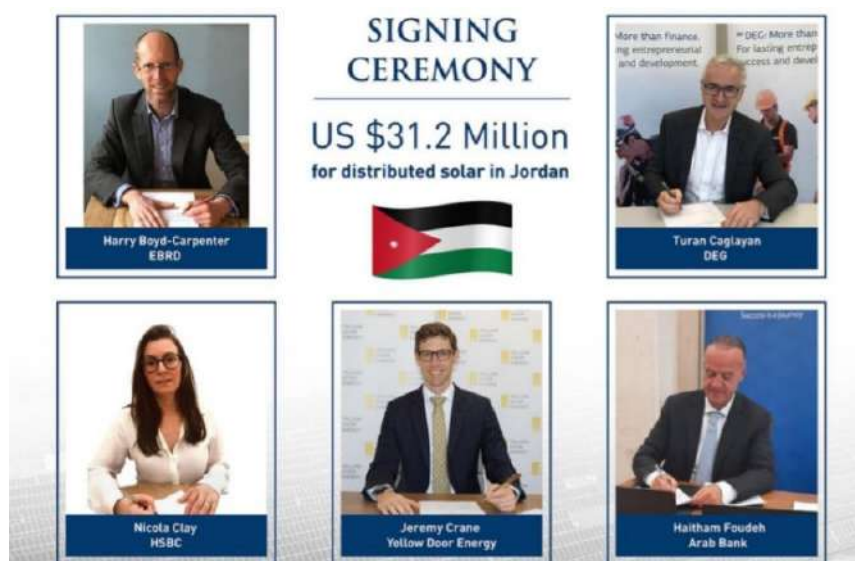 SIGNING
CEREMONY
US $31.2 Million
for distributed solar in Jordan
Harry Boyd-Carpenter
EBRD
More than finance.
ng entrepreneurial
and development.
DEG: More than
For lasting entrep
uccess and devel
Turan Caglayan
DEG
Nicola Clay
HSBC
Jeremy Crane
Yellow Door Energy
Haitham Foudeh
Arab Bank